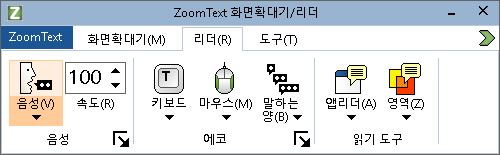 ZoomText 화면확대기/리더
ZoomText 화면확대기(M) 리더(R) 도구(T)
음성(V) 100 속도(R) 키보드 마우스(M) 말하는 양(B) 앱리더(A) 영역(Z)
음성 에코 읽기 도구